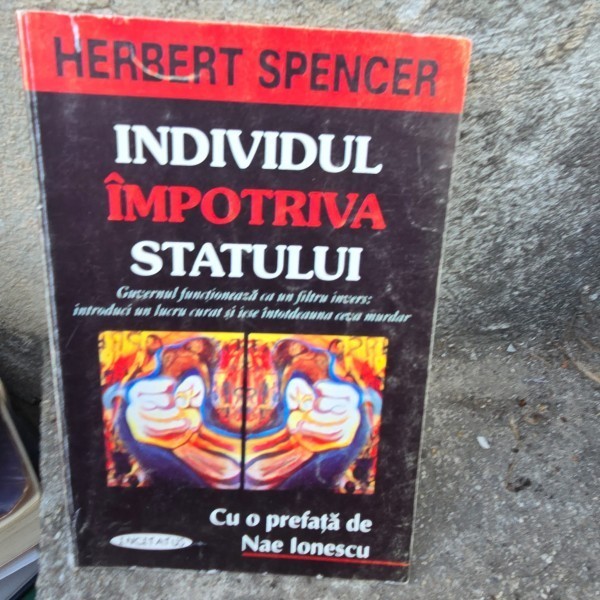 HERBERT SPENCER
INDIVIDUL
ÎMPOTRIVA
STATULUI
Guvernul funcționează ca un filtru invers:
introduci un lucru curat și iese întotdeauna ceva murdar
Cu o prefață de
Nae Ionescu
INCITATUS